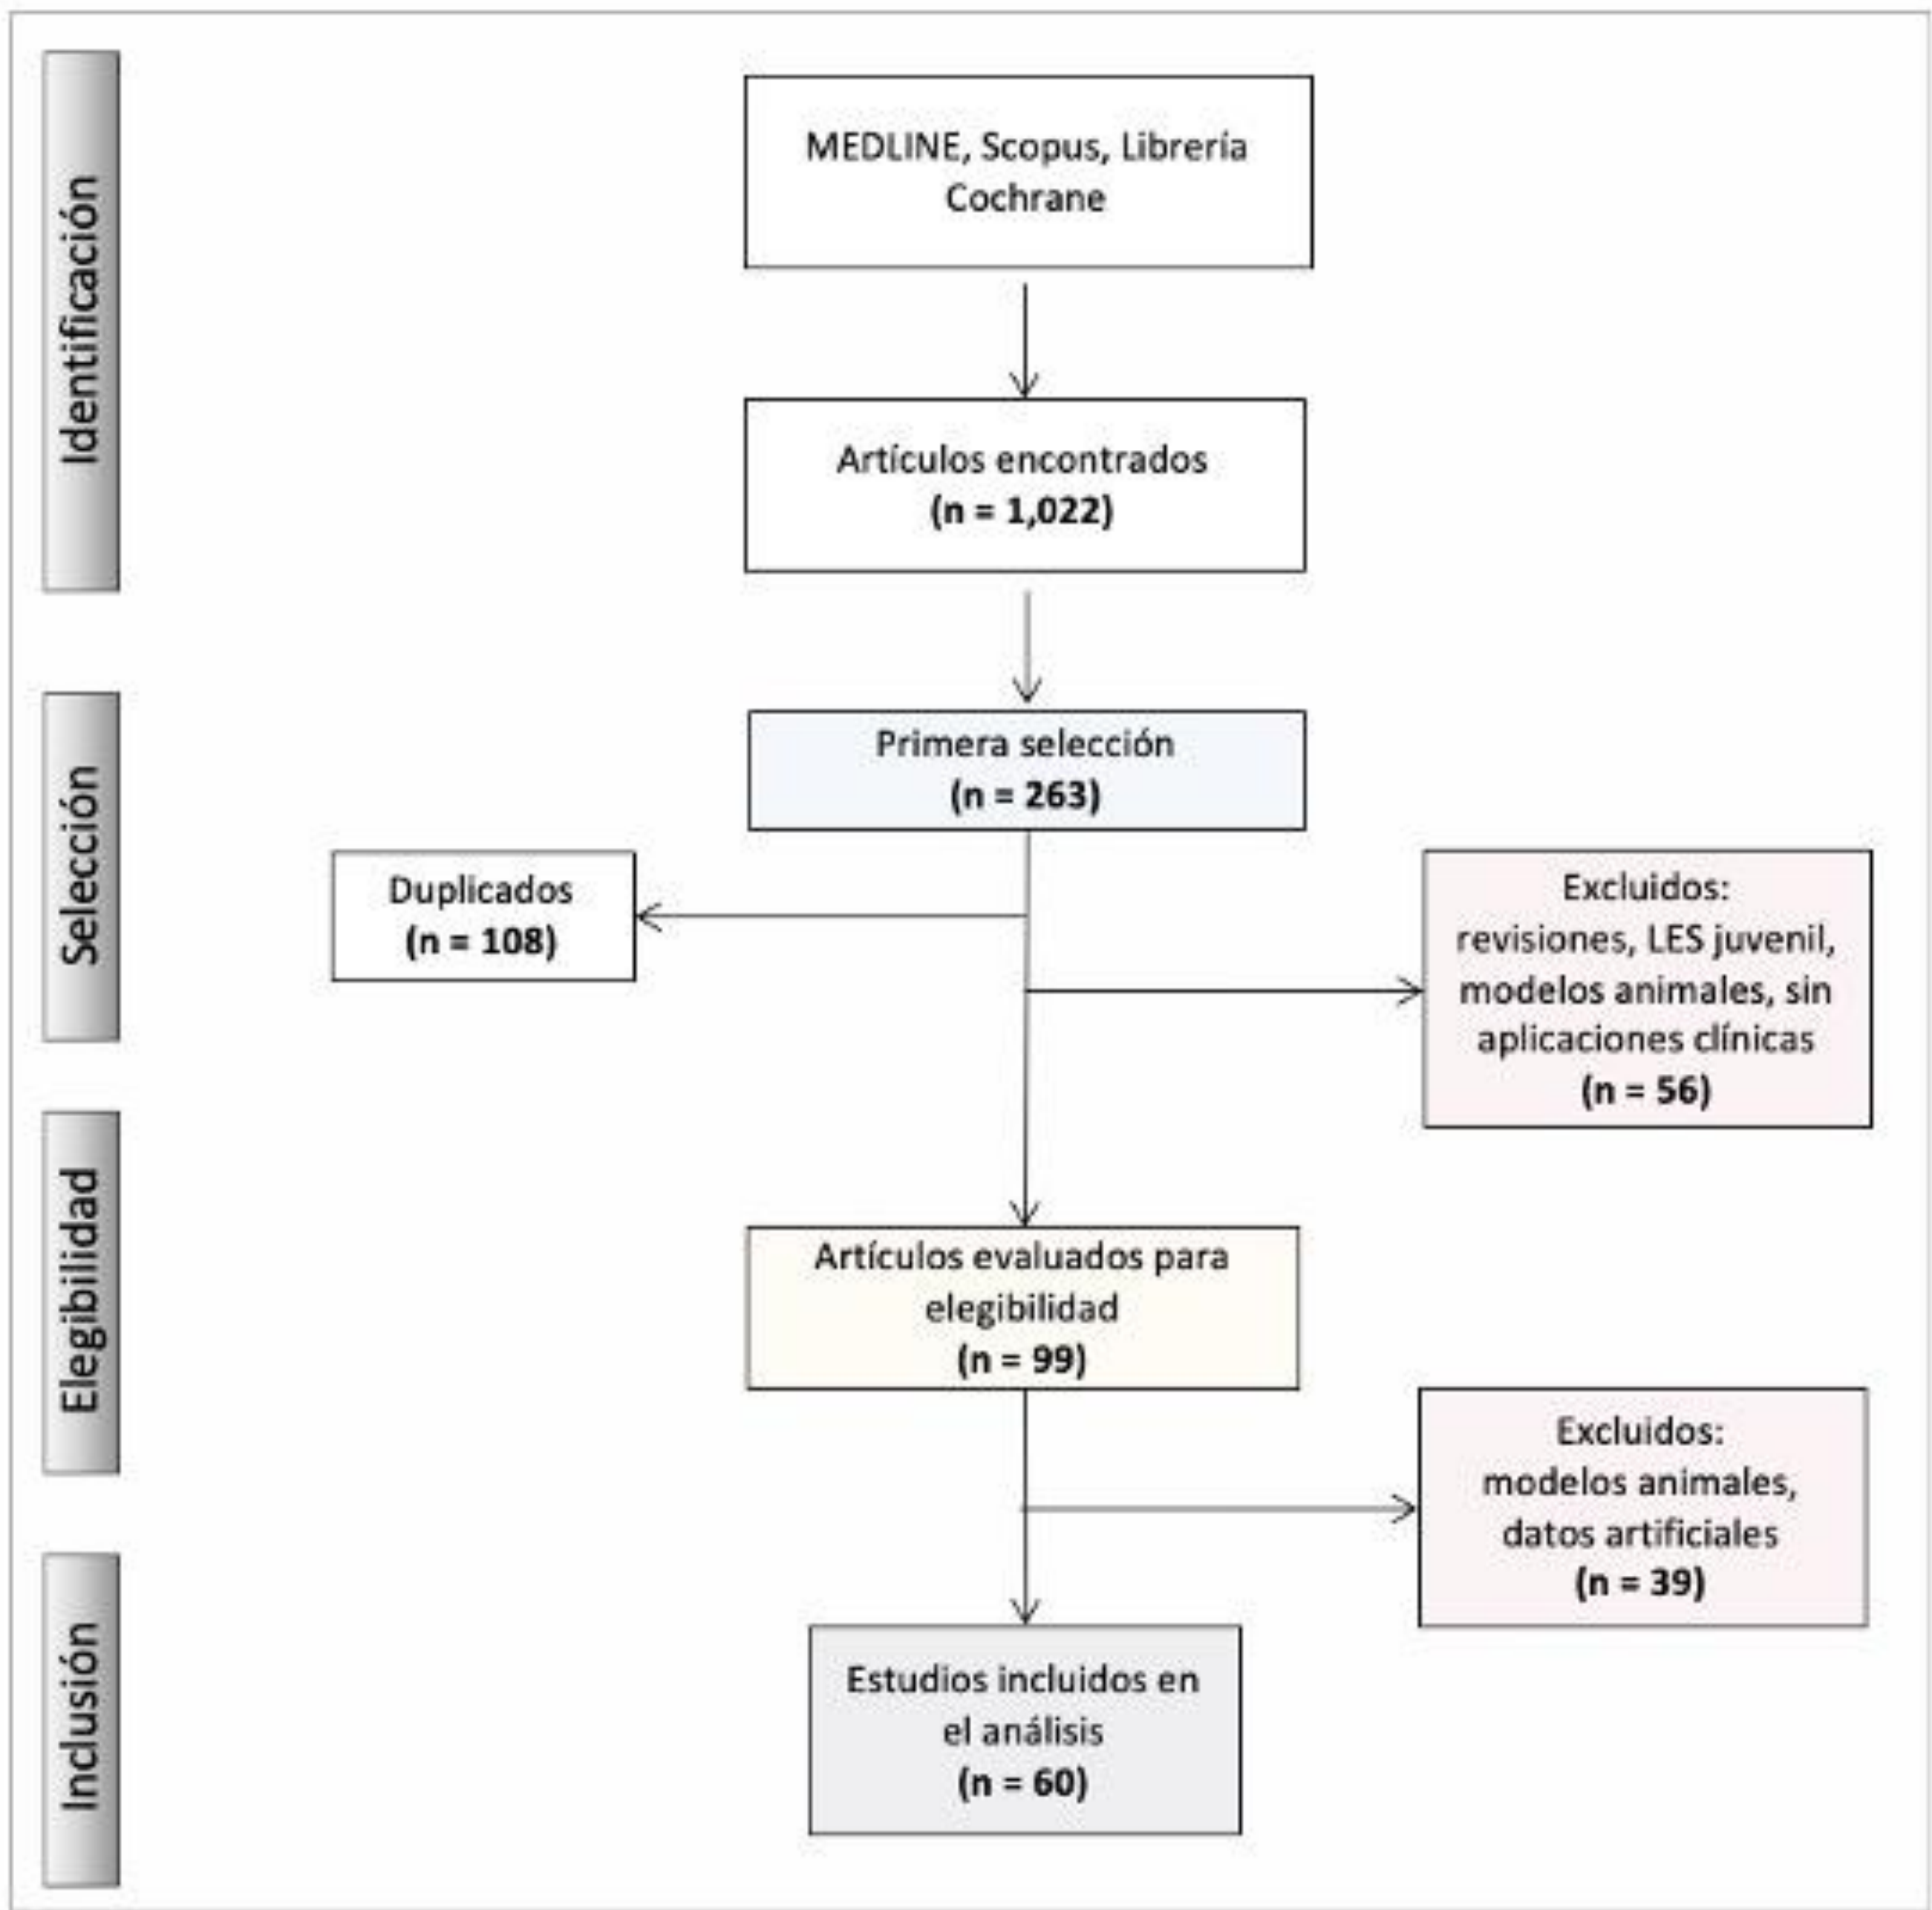 Identificación
MEDLINE, Scopus, Librería
Cochrane
Artículos encontrados
(n = 1,022)
Selección
Primera selección
(n = 263)
Duplicados
(n = 108)
Excluidos:
revisiones, LES juvenil,
modelos animales, sin
aplicaciones clínicas
(n = 56)
Elegibilidad
Artículos evaluados para
elegibilidad
(n = 99)
Excluidos:
modelos animales,
datos artificiales
(n = 39)
Inclusión
Estudios incluidos en
el análisis
(n = 60)